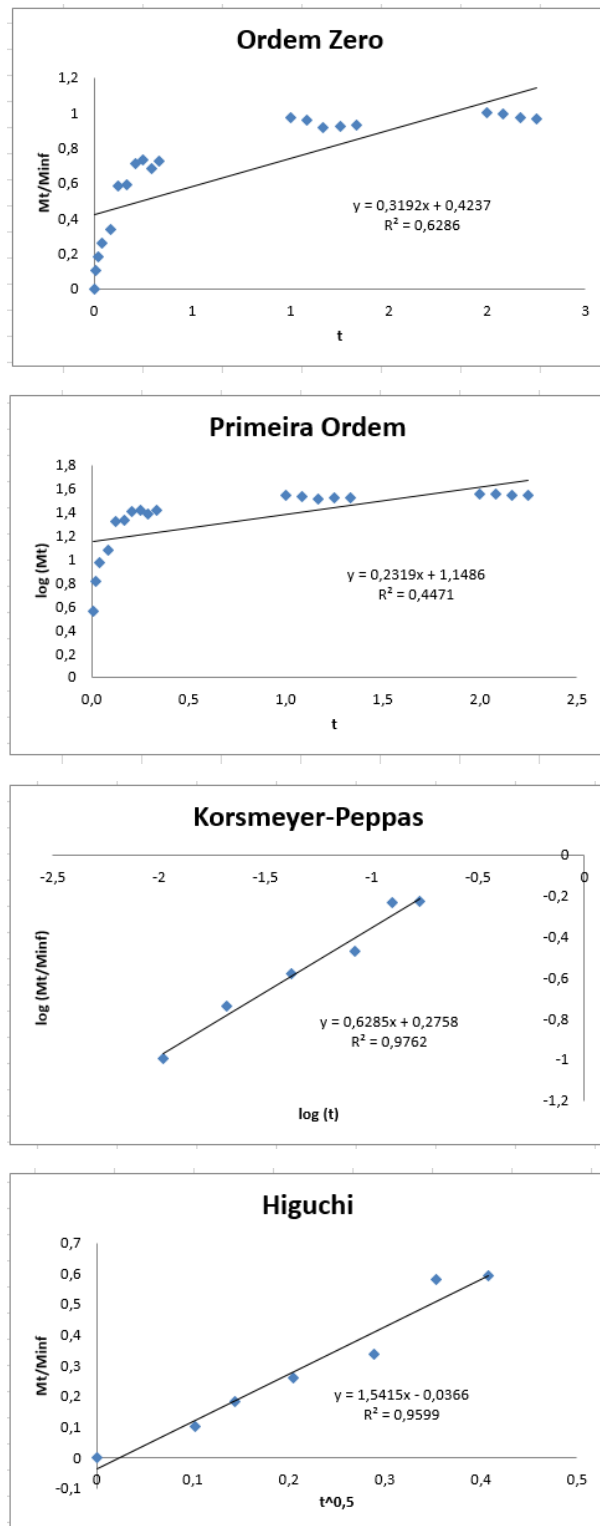 Ordem Zero
Mt/Minf
1,2
1
0,8
0,6
0,4
0,2
0
y = 0,3192x + 0,4237
R² = 0,6286
0 1 1 2 2 3
t
Primeira Ordem
log (Mt)
1,8
1,6
1,4
1,2
1
0,8
0,6
0,4
0,2
0
y = 0,2319x + 1,1486
R² = 0,4471
0,0 0,5 1,0 1,5 2,0 2,5
t
Korsmeyer-Peppas
-2,5 -2 -1,5 -1 -0,5 0
0
-0,2
-0,4
-0,6
-0,8
-1
-1,2
log (Mt/Minf)
y = 0,6285x + 0,2758
R² = 0,9762
log (t)
Higuchi
Mt/Minf
0,7
0,6
0,5
0,4
0,3
0,2
0,1
0
-0,1
y = 1,5415x - 0,0366
R² = 0,9599
0 0,1 0,2 0,3 0,4 0,5
t^0,5